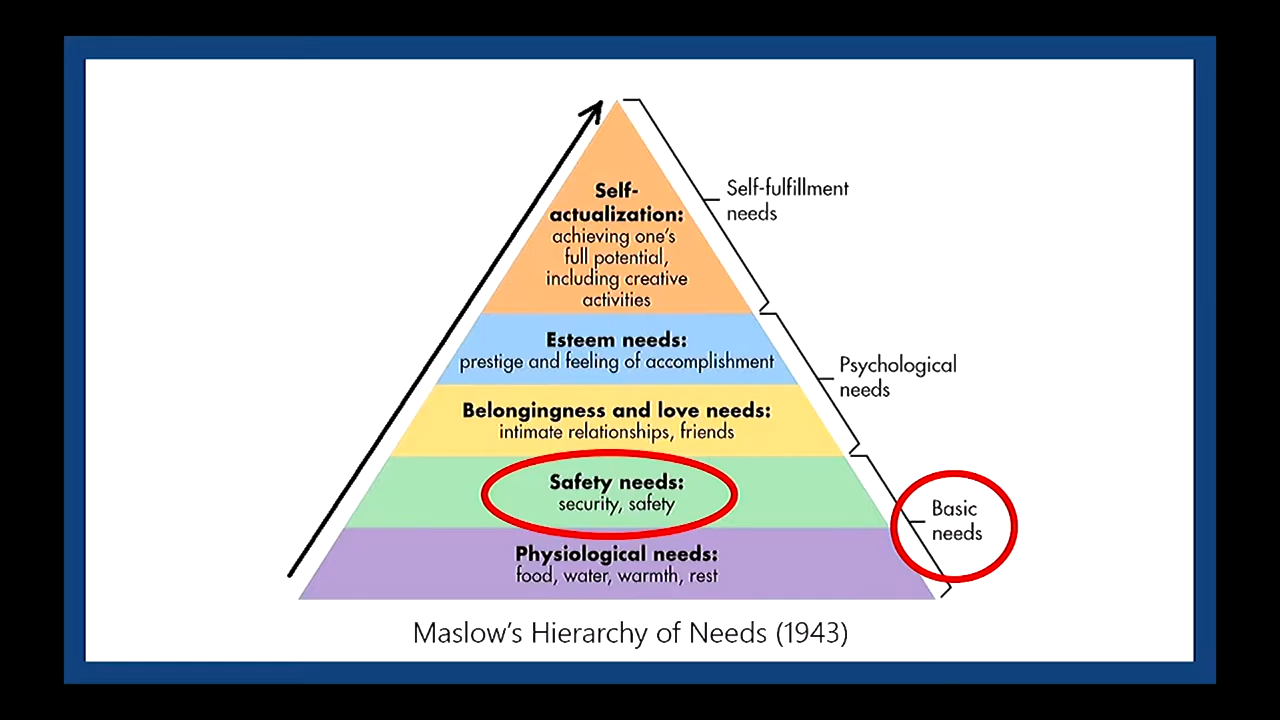 Self-
actualization:
achieving one's
full potential,
including creative
activities
Self-fulfillment
needs
Esteem needs:
prestige and feeling of accomplishment
Psychological
needs
Belongingness and love needs:
intimate relationships, friends
Safety needs:
security, safety
Basic
needs
Physiological needs:
food, water, warmth, rest
Maslow's Hierarchy of Needs (1943)